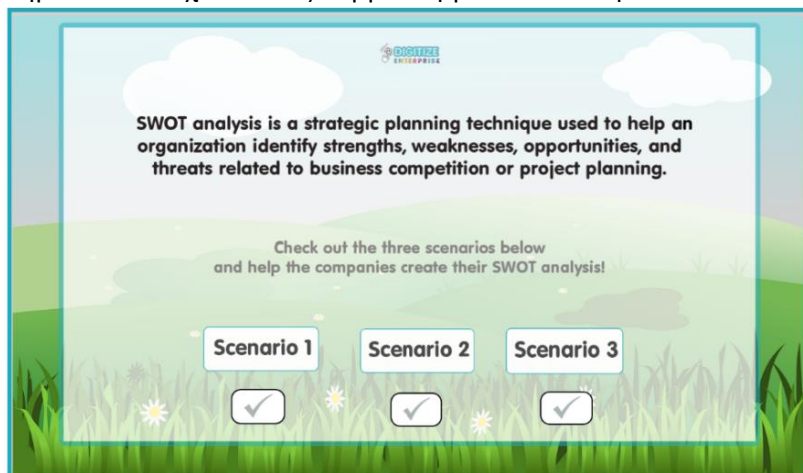 DIGITIZE
ENTERPRISE
SWOT analysis is a strategic planning technique used to help an
organization identify strengths, weaknesses, opportunities, and
threats related to business competition or project planning.
Check out the three scenarios below
and help the companies create their SWOT analysis!
Scenario 1
Scenario 2
Scenario 3